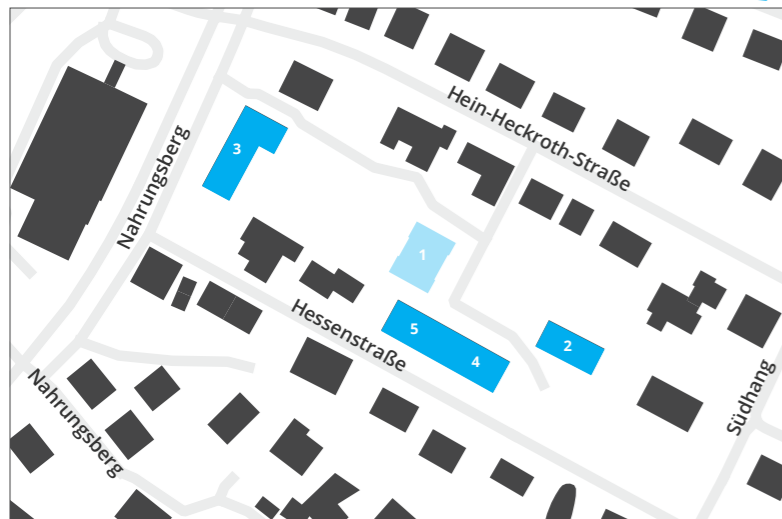 Hein-Heckroth-Straße
Nahrungsberg
3
1
Hessenstraße
5
4
2
Südhang
Nahrungsberg